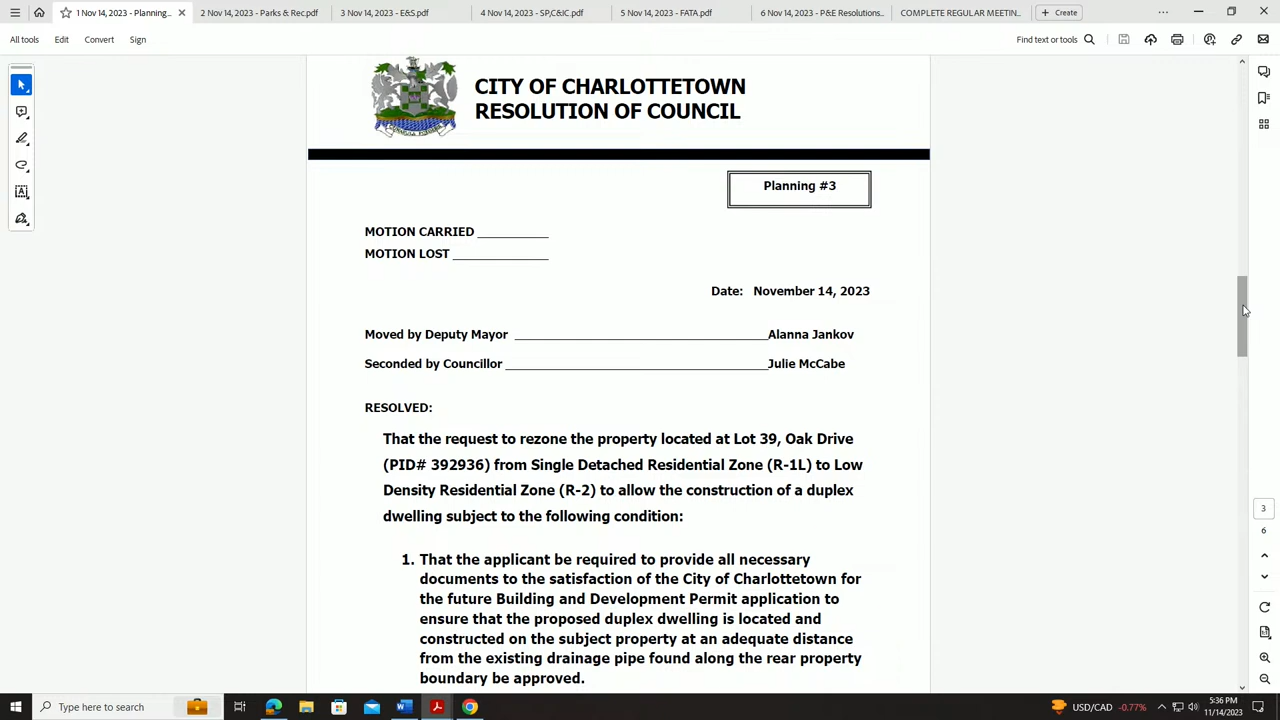 1 Nov 14, 2023 - Planning...
2 Nov 14, 2023 - Parks & Rec.pdf
3 Nov 14, 2023 - E&S.pdf
4 Nov 14, 2023 - SP,C&IC.pdf
5 Nov 14, 2023 - FATA.pdf
6 Nov 14, 2023 - P&E Resolutions...
COMPLETE REGULAR MEETIN...
+ Create
All tools
Edit
Convert
Sign
Find text or tools
CITY OF CHARLOTTETOWN
RESOLUTION OF COUNCIL
Planning #3
MOTION CARRIED __________
MOTION LOST _____________
Date: November 14, 2023
Moved by Deputy Mayor ____________________Alanna Jankov
Seconded by Councillor ____________________Julie McCabe
RESOLVED:
That the request to rezone the property located at Lot 39, Oak Drive
(PID# 392936) from Single Detached Residential Zone (R-1L) to Low
Density Residential Zone (R-2) to allow the construction of a duplex
dwelling subject to the following condition:
1. That the applicant be required to provide all necessary
documents to the satisfaction of the City of Charlottetown for
the future Building and Development Permit application to
ensure that the proposed duplex dwelling is located and
constructed on the subject property at an adequate distance
from the existing drainage pipe found along the rear property
boundary be approved.
3
6
Type here to search
USD/CAD -0.77%
5:36 PM
11/14/2023